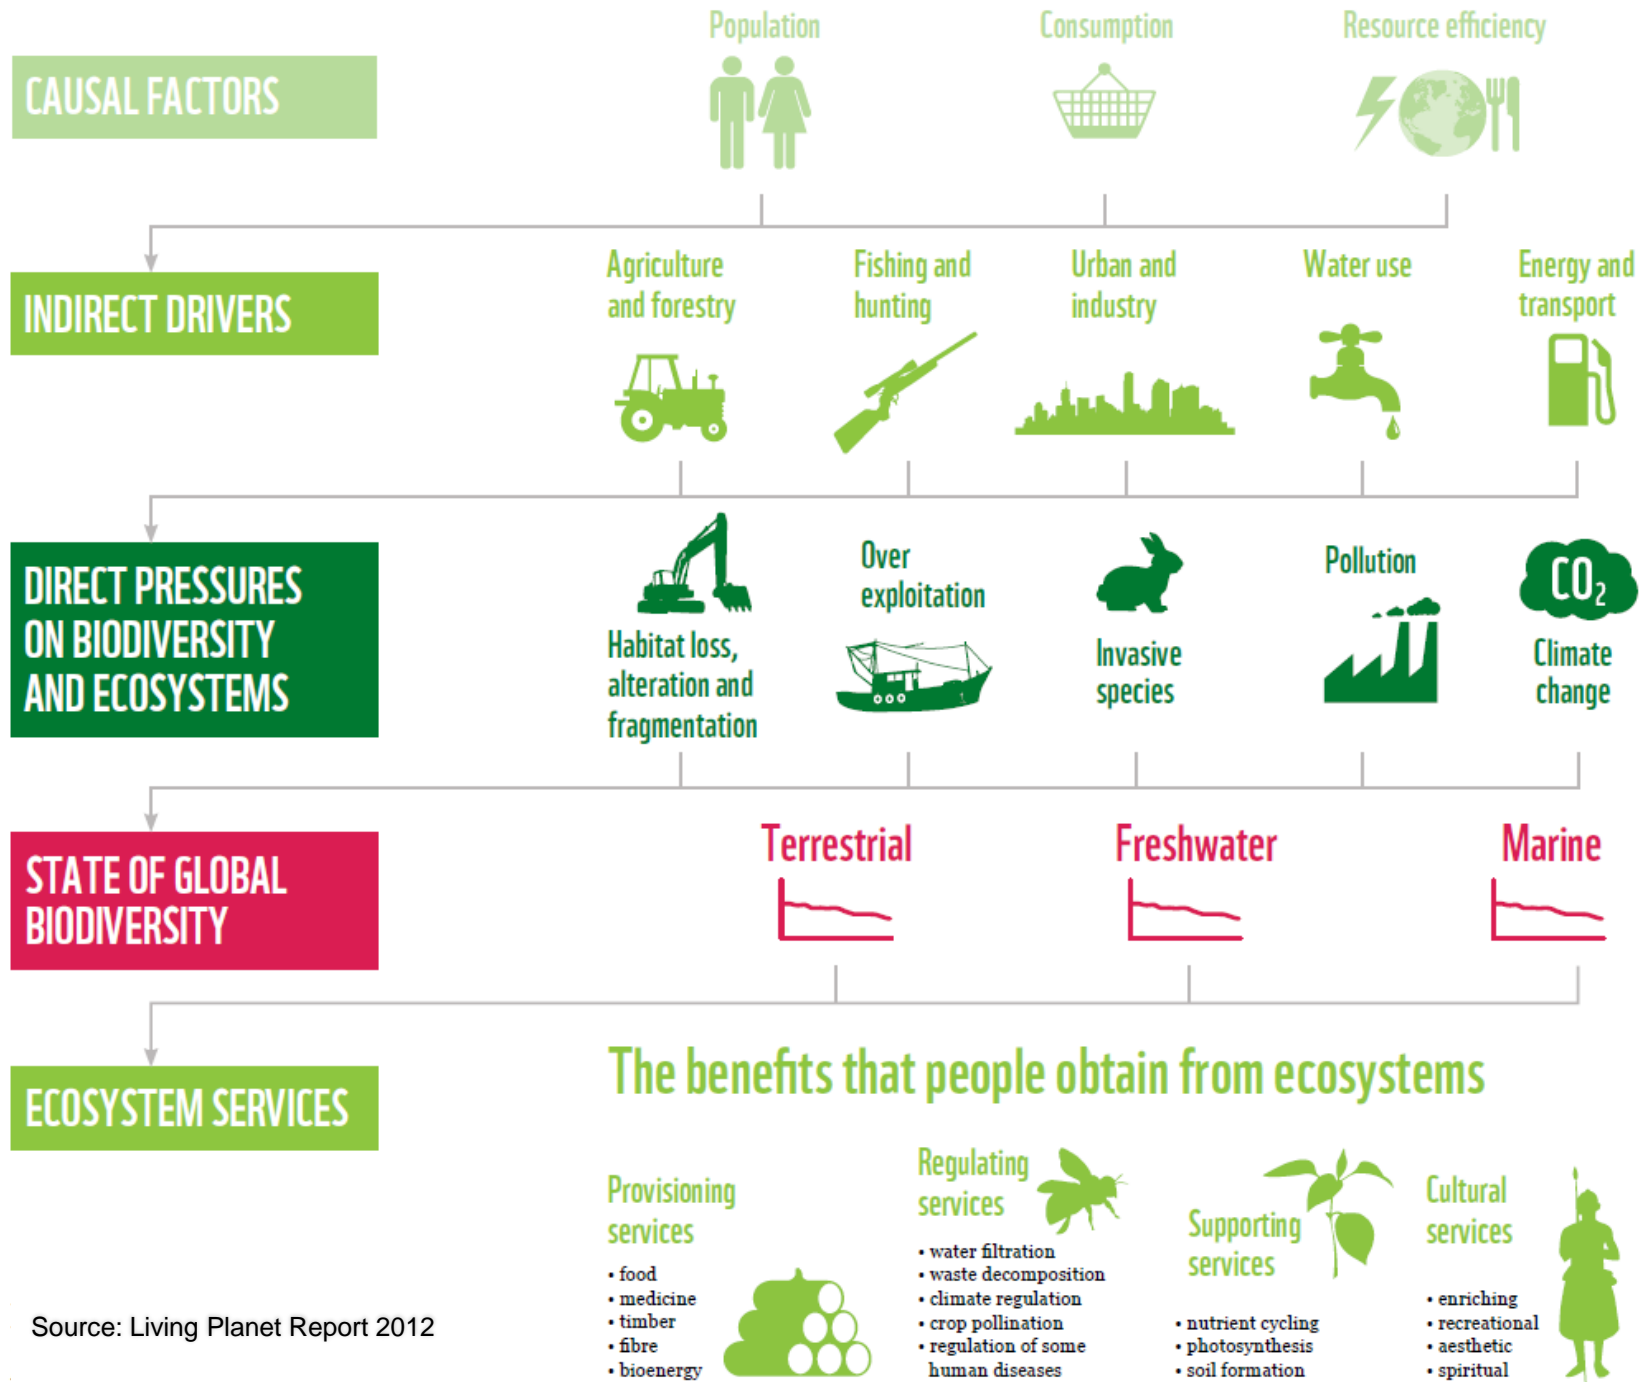 Population
Consumption
Resource efficiency
CAUSAL FACTORS
INDIRECT DRIVERS
Agriculture
and forestry
Fishing and
hunting
Urban and
industry
Water use
Energy and
transport
DIRECT PRESSURES
ON BIODIVERSITY
AND ECOSYSTEMS
Habitat loss,
alteration and
fragmentation
Over
exploitation
Invasive
species
Pollution
CO₂
Climate
change
STATE OF GLOBAL
BIODIVERSITY
Terrestrial
Freshwater
Marine
ECOSYSTEM SERVICES
The benefits that people obtain from ecosystems
Provisioning
services
• food
• medicine
• timber
• fibre
• bioenergy
Regulating
services
• water filtration
• waste decomposition
• climate regulation
• crop pollination
• regulation of some
human diseases
Supporting
services
• nutrient cycling
• photosynthesis
• soil formation
Cultural
services
• enriching
• recreational
• aesthetic
• spiritual
Source: Living Planet Report 2012